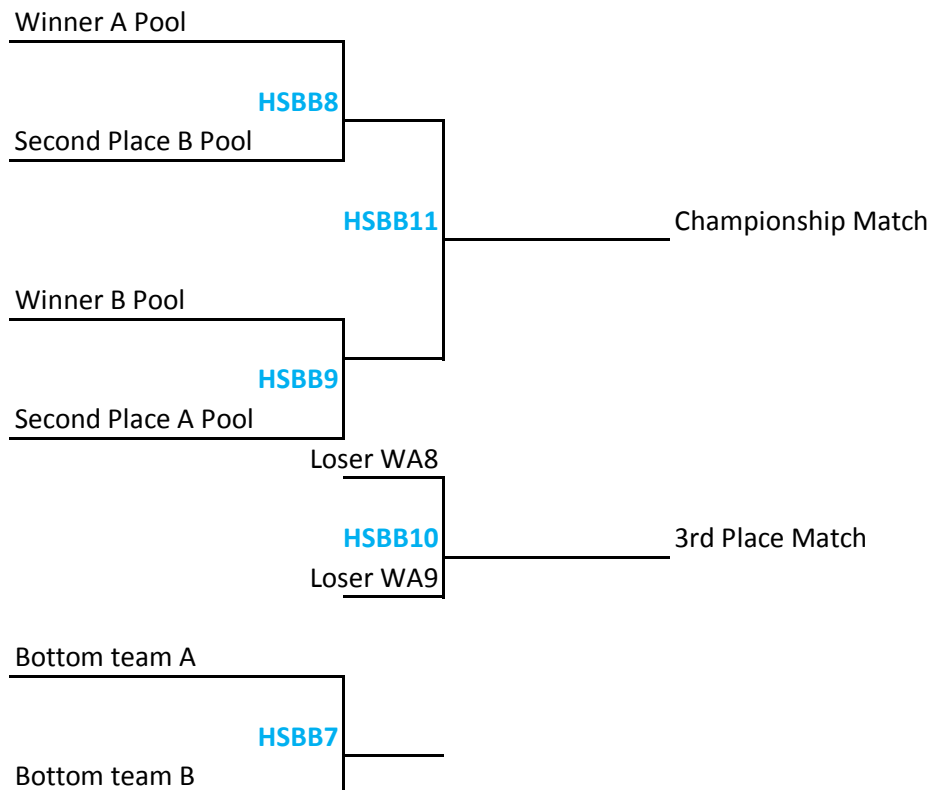 Winner A Pool
HSBB8
Second Place B Pool
HSBB11
Championship Match
Winner B Pool
HSBB9
Second Place A Pool
Loser WA8
HSBB10
3rd Place Match
Loser WA9
Bottom team A
HSBB7
Bottom team B